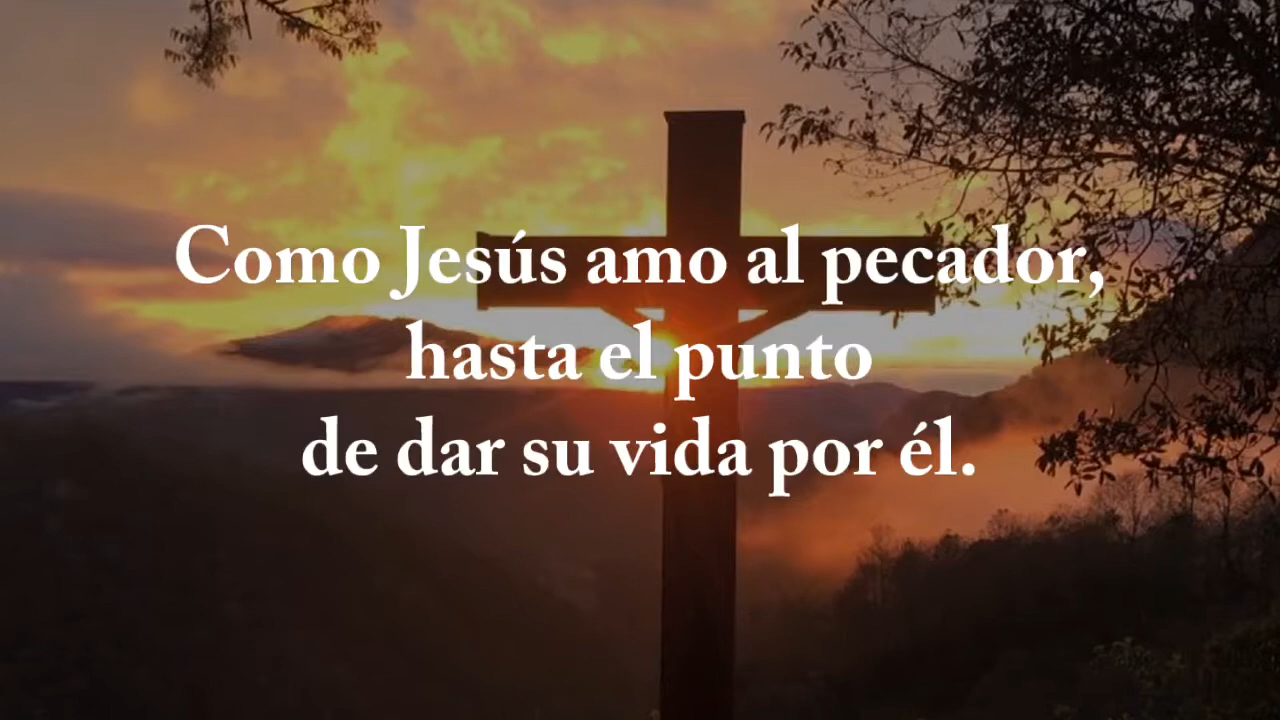 Como Jesús amo al pecador,
hasta el punto
de dar su vida por él.